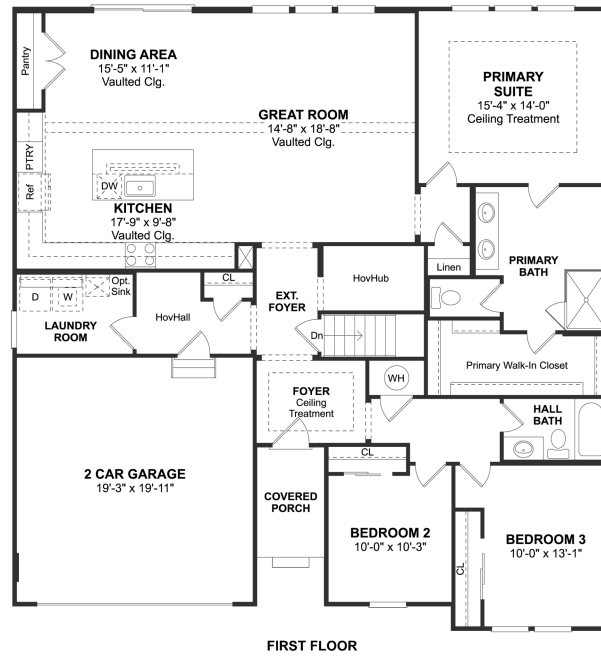 Pantry
DINING AREA
15'-5" x 11'-1"
Vaulted Clg.
GREAT ROOM
14'-8" x 18'-8"
Vaulted Clg.
PRIMARY
SUITE
15'-4" x 14'-0"
Ceiling Treatment
PTRY
Ref
DW
KITCHEN
17'-9" x 9'-8"
Vaulted Clg.
Linen
PRIMARY
BATH
D
W
Opt.
Sink
LAUNDRY
ROOM
CL
HovHall
EXT.
FOYER
HovHub
Dn
Primary Walk-In Closet
WH
FOYER
Ceiling
Treatment
HALL
BATH
CL
2 CAR GARAGE
19'-3" x 19'-11"
COVERED
PORCH
BEDROOM 2
10'-0" x 10'-3"
CL
BEDROOM 3
10'-0" x 13'-1"
FIRST FLOOR